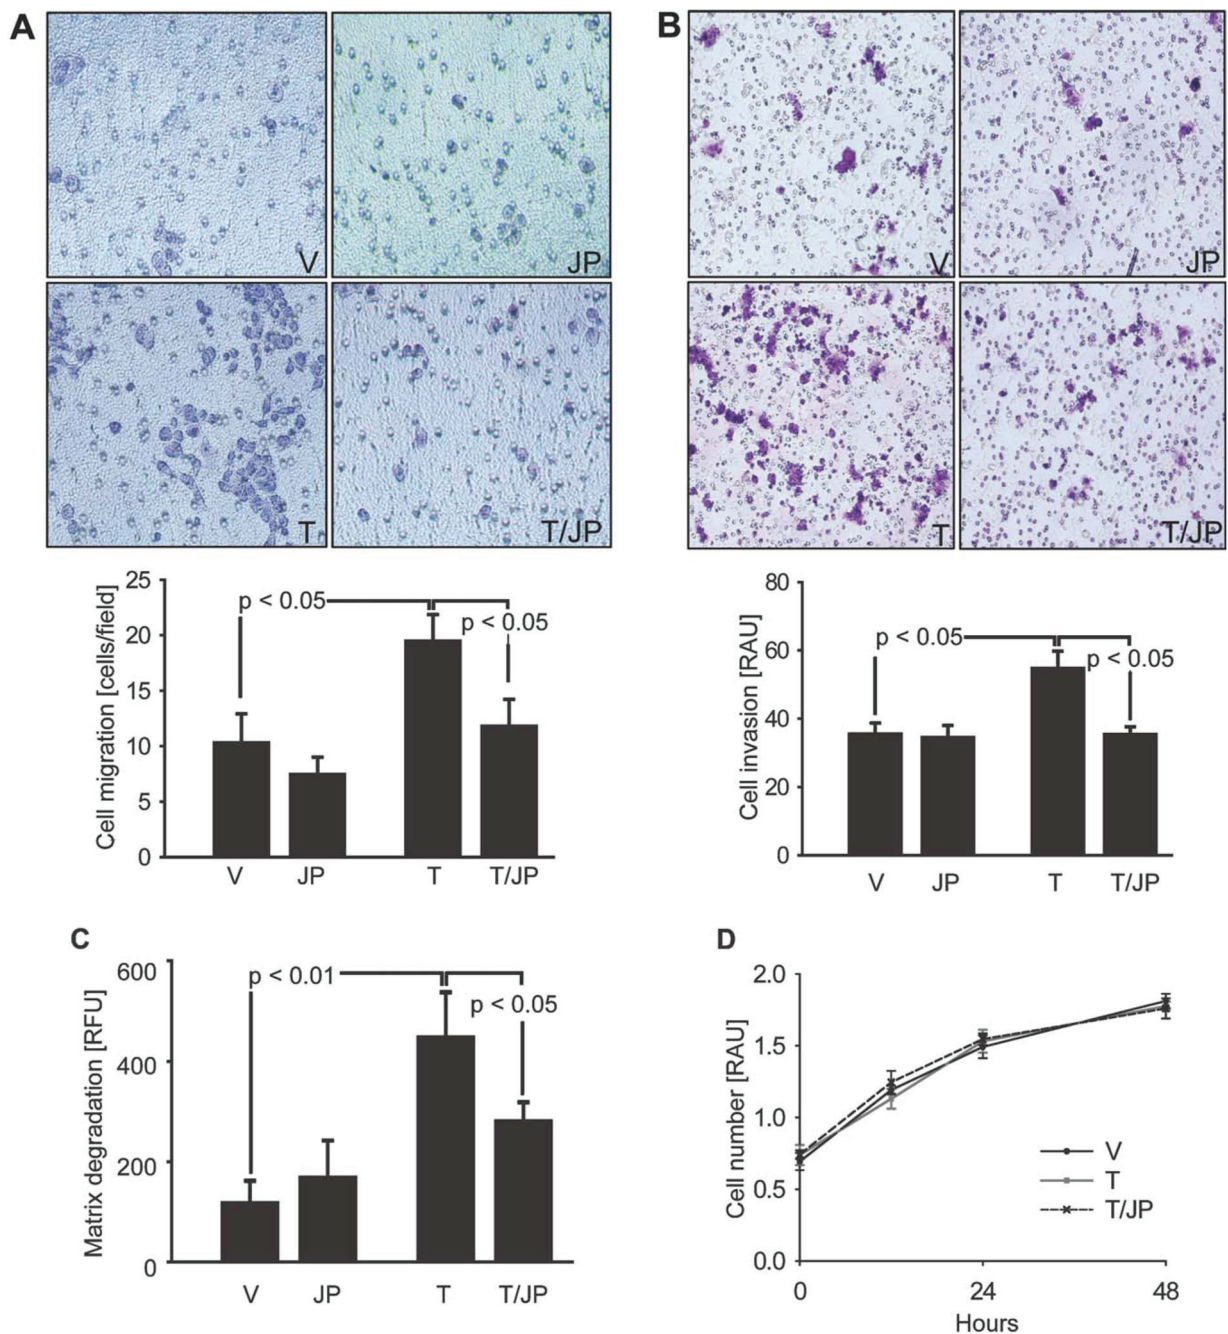 A
B
V
JP
V
JP
T
T/JP
T
T/JP
Cell migration [cells/field]
25
20
15
10
5
0
p < 0.05
p < 0.05
V
JP
T
T/JP
Cell invasion [RAU]
80
60
40
20
0
p < 0.05
p < 0.05
V
JP
T
T/JP
C
Matrix degradation [RFU]
600
400
200
0
p < 0.01
p < 0.05
V
JP
T
T/JP
D
Cell number [RAU]
2.0
1.5
1.0
0.5
0.0
V
T
T/JP
0
24
48
Hours